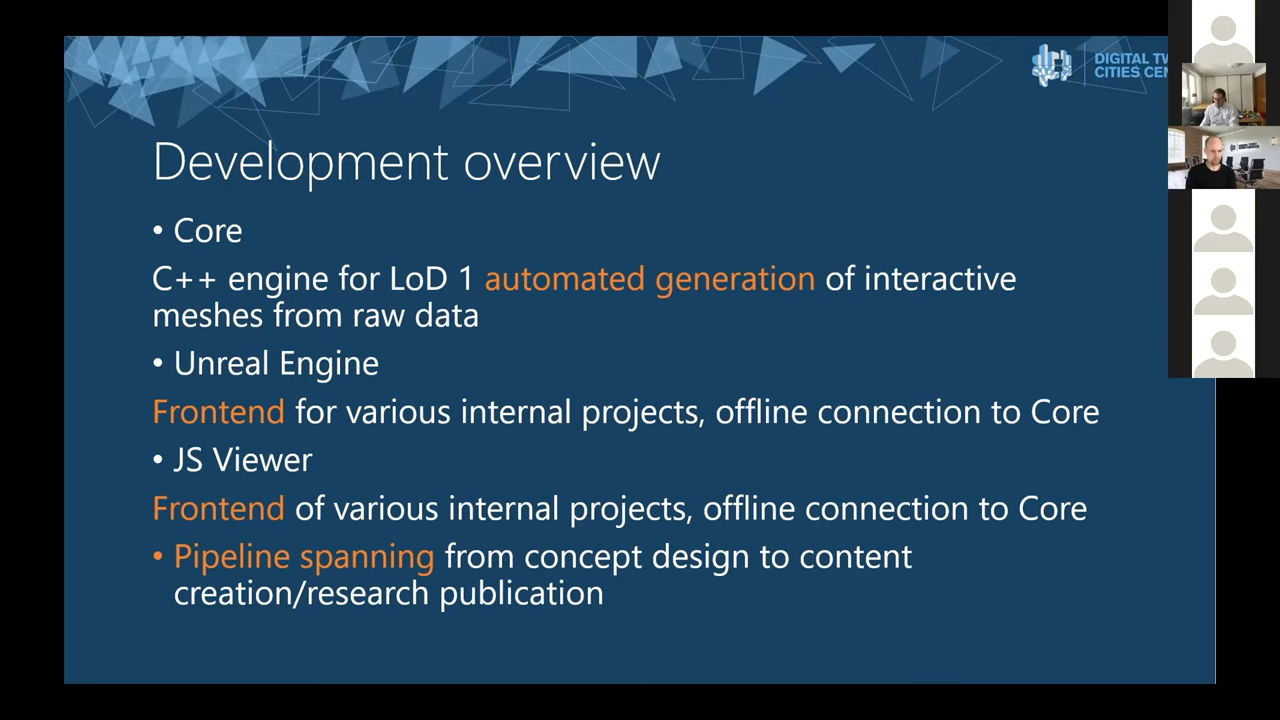 DIGITAL
CITIES
Development overview
• Core
C++ engine for LoD 1 automated generation of interactive
meshes from raw data
• Unreal Engine
Frontend for various internal projects, offline connection to Core
• JS Viewer
Frontend of various internal projects, offline connection to Core
• Pipeline spanning from concept design to content
creation/research publication